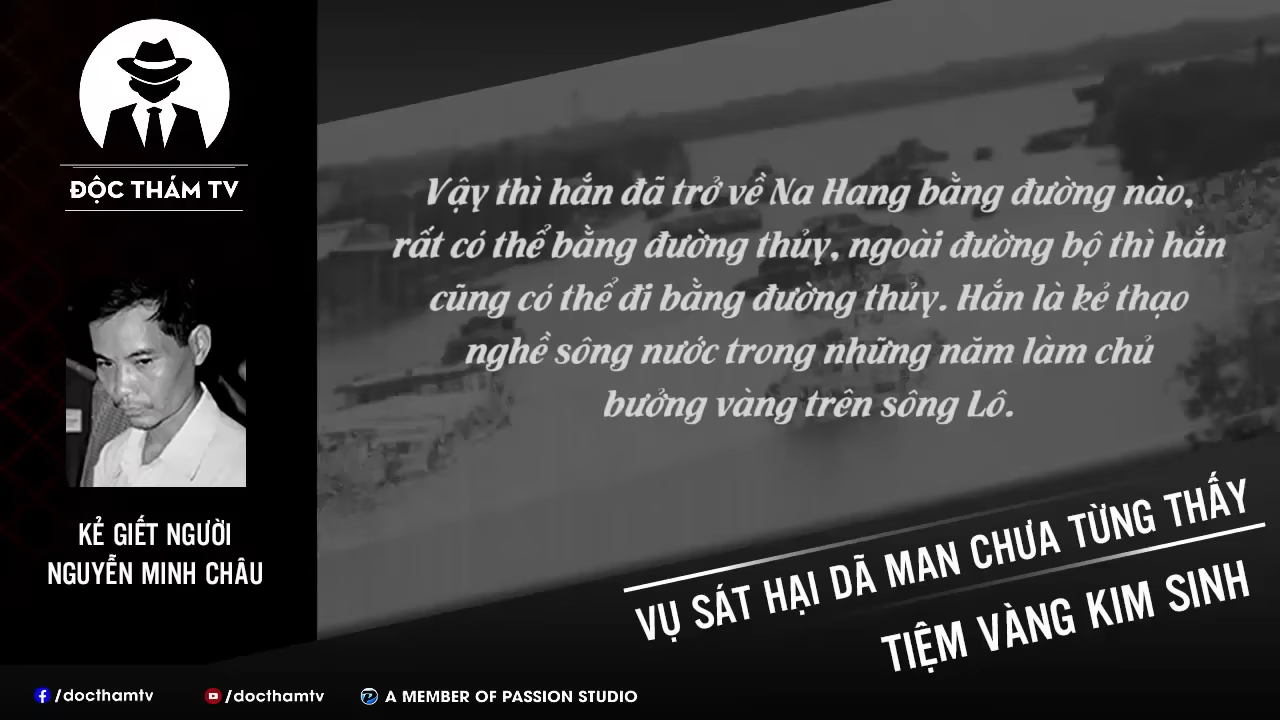 ĐỘC THÁM TV
Vậy thì hắn đã trở về Na Hang bằng đường nào,
rất có thể bằng đường thủy, ngoài đường bộ thì hắn
cũng có thể đi bằng đường thủy. Hắn là kẻ thạo
nghề sông nước trong những năm làm chủ
bưởng vàng trên sông Lô.
KẺ GIẾT NGƯỜI
NGUYỄN MINH CHÂU
VỤ SÁT HẠI DÃ MAN CHƯA TỪNG THẤY
TIỆM VÀNG KIM SINH
/docthamtv
/docthamtv
A MEMBER OF PASSION STUDIO